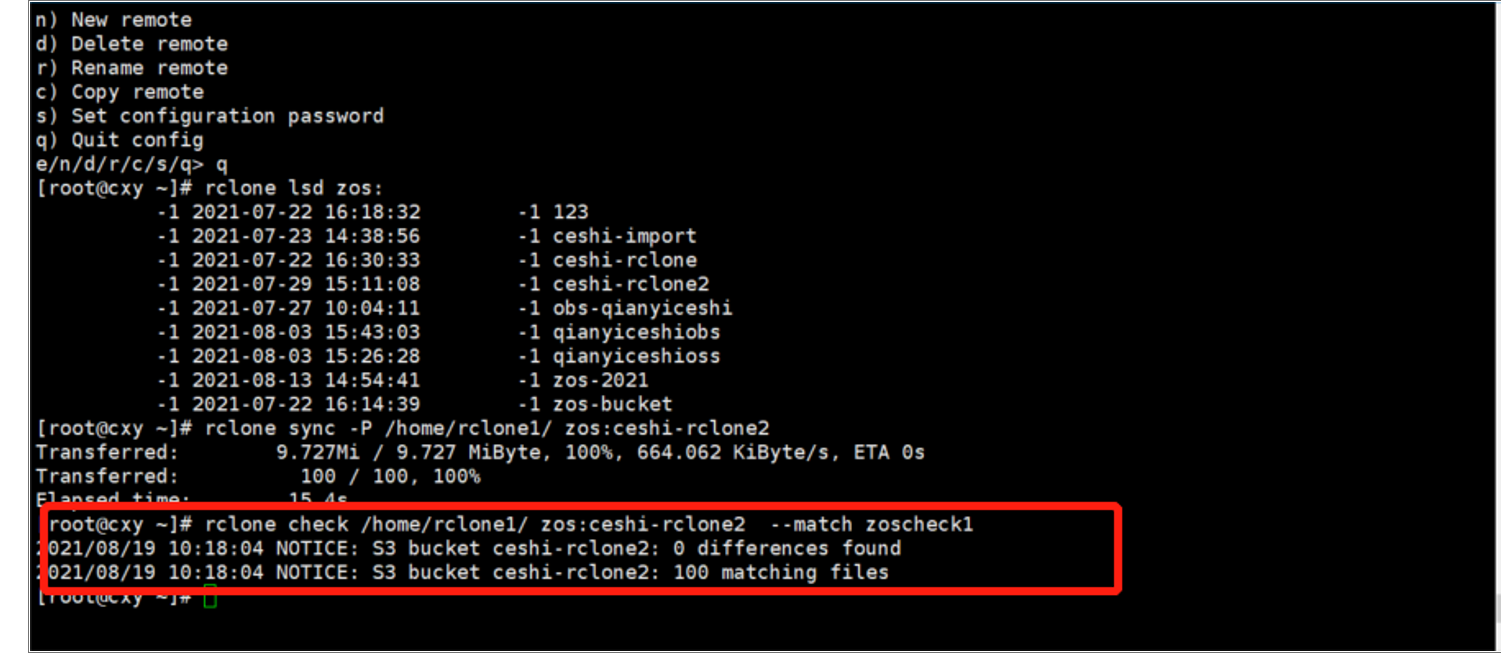 n) New remote
d) Delete remote
r) Rename remote
c) Copy remote
s) Set configuration password
q) Quit config
e/n/d/r/c/s/q> q
[root@cxy ~]# rclone lsd zos:
-1 2021-07-22 16:18:32 -1 123
-1 2021-07-23 14:38:56 -1 ceshi-import
-1 2021-07-22 16:30:33 -1 ceshi-rclone
-1 2021-07-29 15:11:08 -1 ceshi-rclone2
-1 2021-07-27 10:04:11 -1 obs-qianyiceshi
-1 2021-08-03 15:43:03 -1 qianyiceshiobs
-1 2021-08-03 15:26:28 -1 qianyiceshioss
-1 2021-08-13 14:54:41 -1 zos-2021
-1 2021-07-22 16:14:39 -1 zos-bucket
[root@cxy ~]# rclone sync -P /home/rclone1/ zos:ceshi-rclone2
Transferred: 9.727Mi / 9.727 MiByte, 100%, 664.062 KiByte/s, ETA 0s
Transferred: 100 / 100, 100%
Elapsed time: 15.4s
[root@cxy ~]# rclone check /home/rclone1/ zos:ceshi-rclone2 --match zoscheck1
2021/08/19 10:18:04 NOTICE: S3 bucket ceshi-rclone2: 0 differences found
2021/08/19 10:18:04 NOTICE: S3 bucket ceshi-rclone2: 100 matching files
[root@cxy ~]#